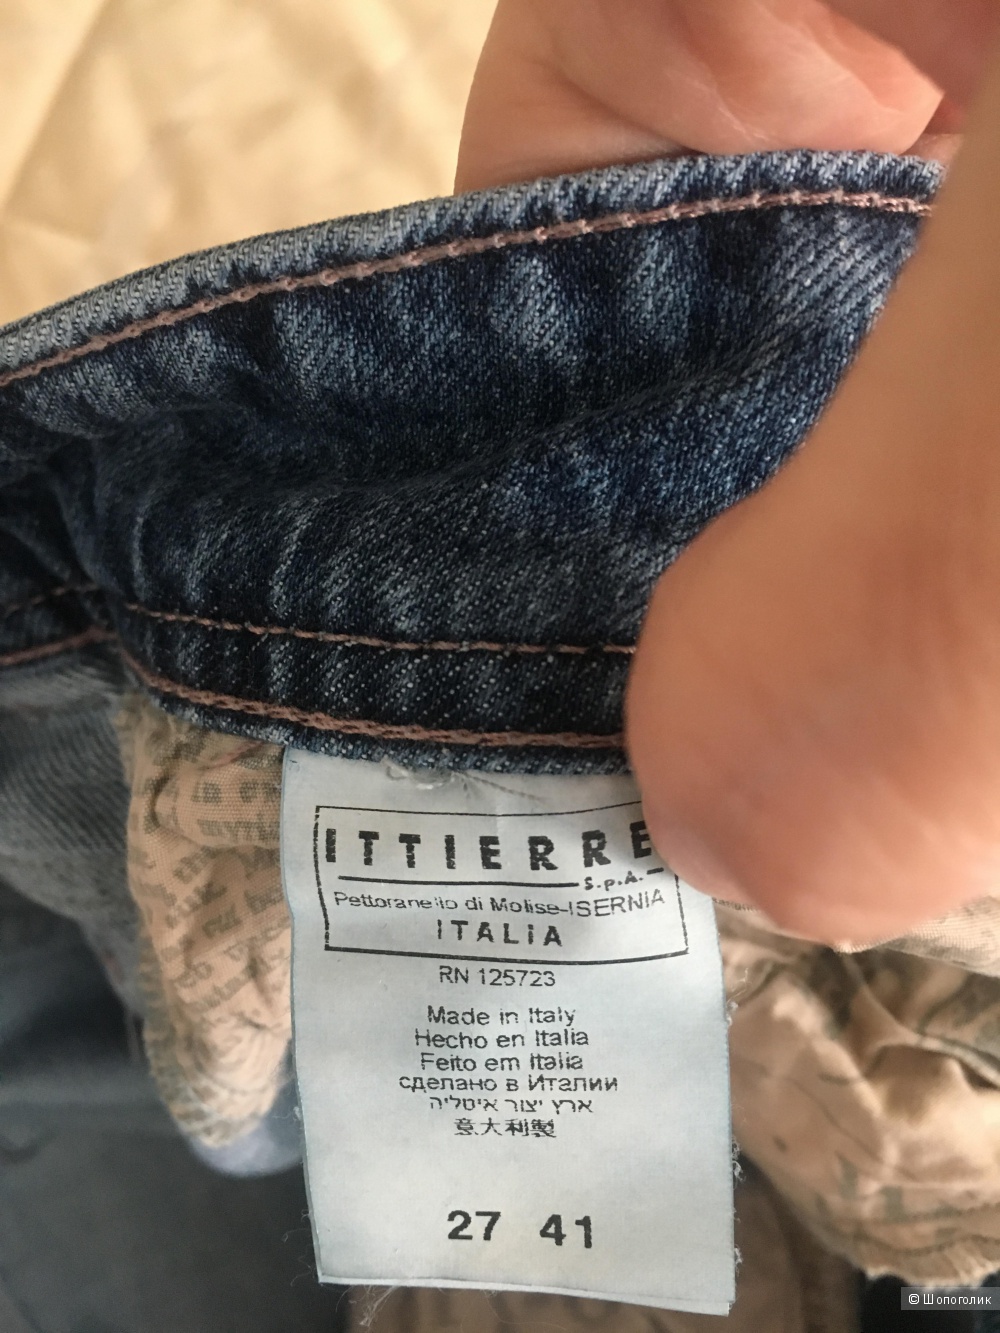 ITTIERRE
S.p.A.
Pettoranello di Molise-ISERNIA
ITALIA
RN 125723
Made in Italy
Hecho en Italia
Feito em Italia
сделано в Италии
ארץ יצור איטליה
意大利製
27 41
© Шопоголик